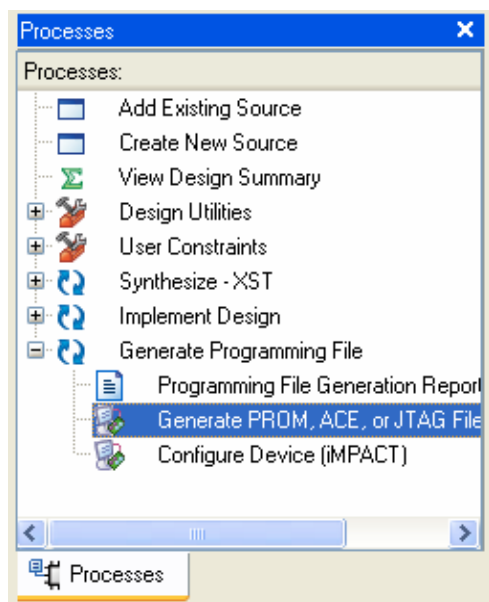 Processes
Processes:
Add Existing Source
Create New Source
View Design Summary
Design Utilities
User Constraints
Synthesize - XST
Implement Design
Generate Programming File
Programming File Generation Report
Generate PROM, ACE, or JTAG File
Configure Device (iMPACT)
Processes